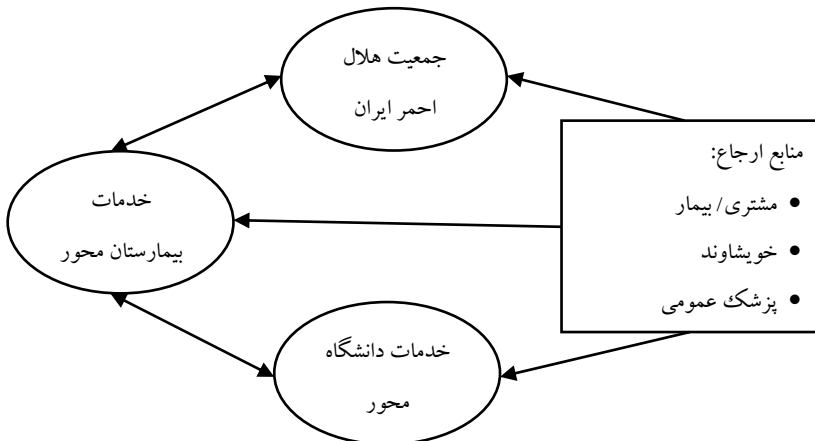 جمعیت هلال
احمر ایران
منابع ارجاع:
• مشتری/ بیمار
• خویشاوند
• پزشک عمومی
خدمات
بیمارستان محور
خدمات دانشگاه
محور